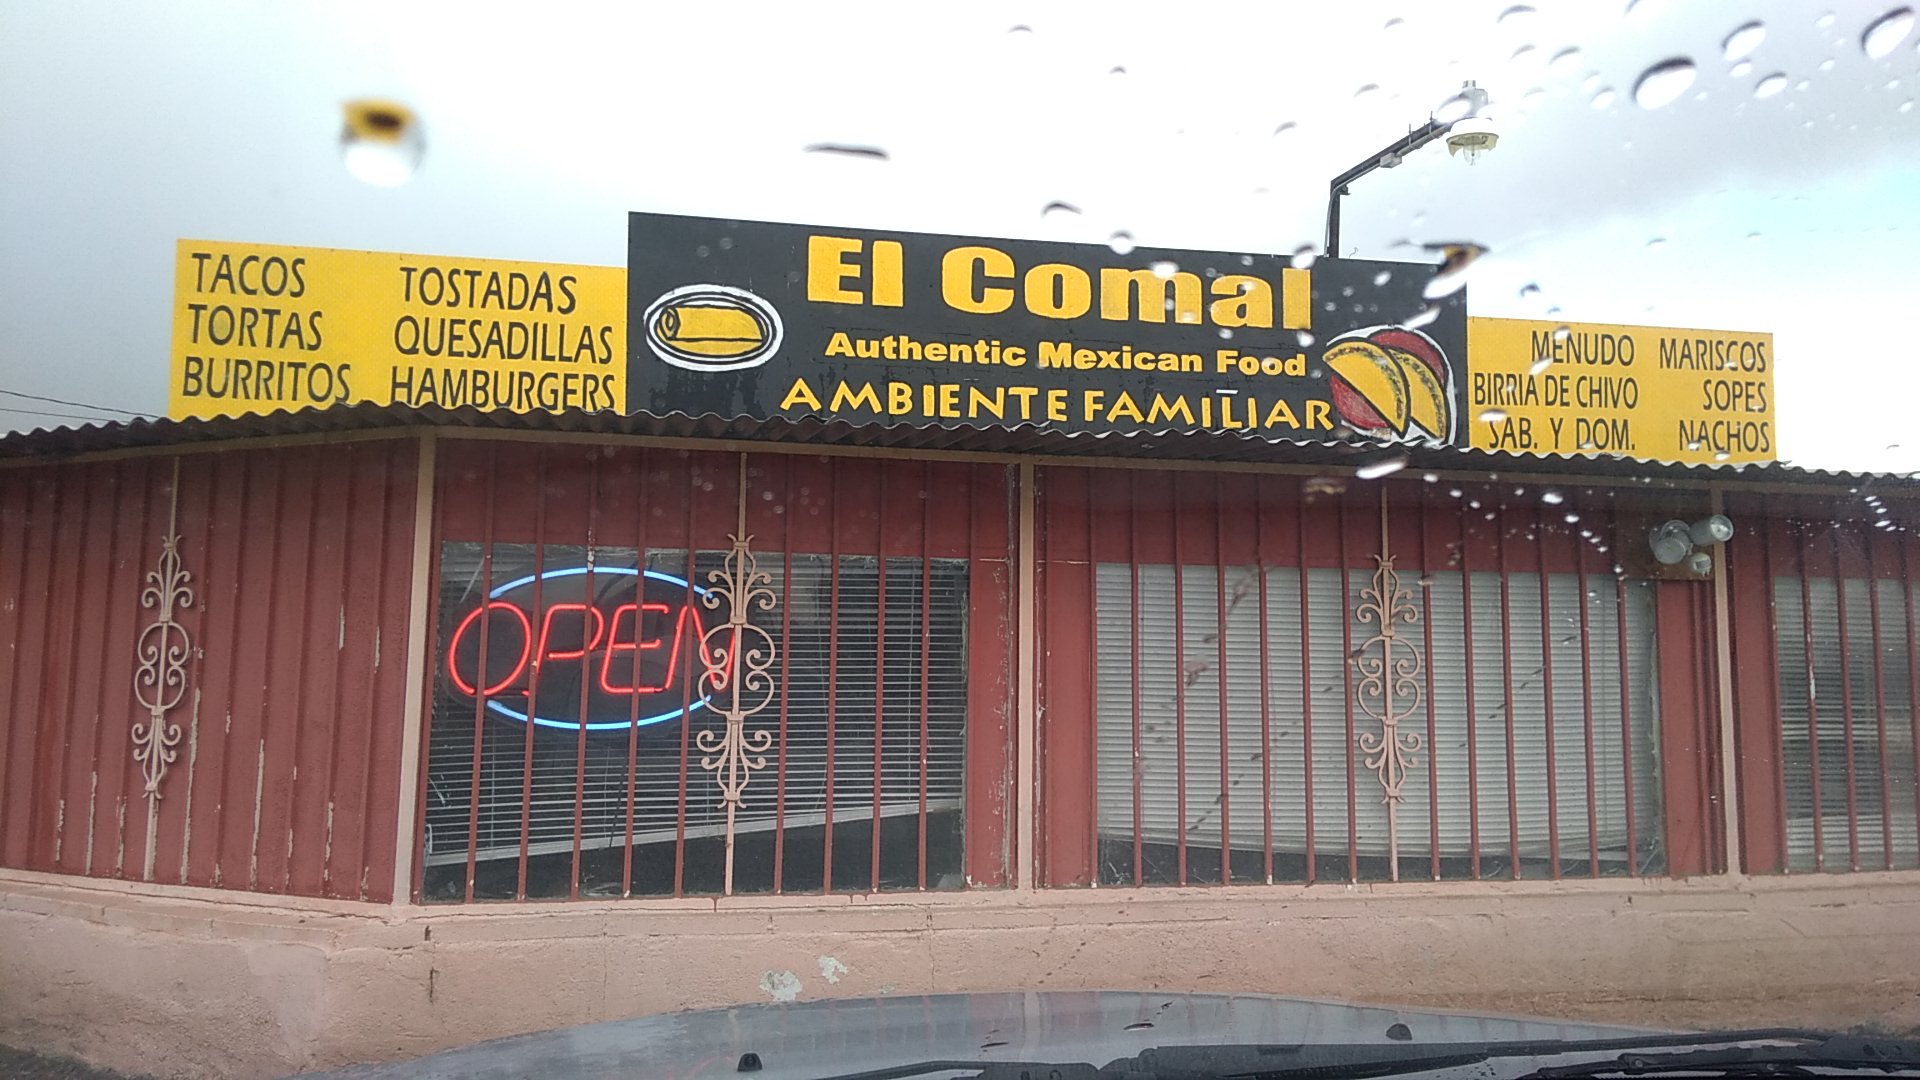 TACOS
TORTAS
BURRITOS
TOSTADAS
QUESADILLAS
HAMBURGERS
El Comal
Authentic Mexican Food
AMBIENTE FAMILIAR
MENUDO
BIRRIA DE CHIVO
SAB. Y DOM.
MARISCOS
SOPES
NACHOS
OPEN